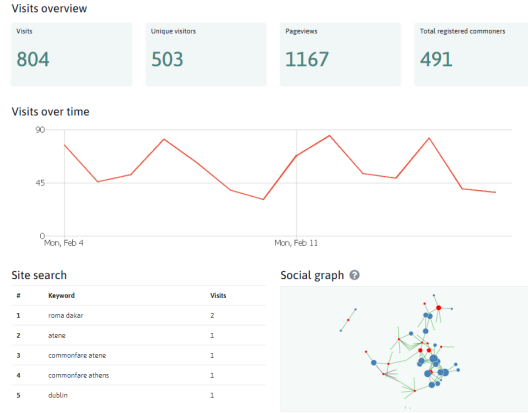 Visits overview
Visits
Unique visitors
Pageviews
Total registered commoners
804
503
1167
491
Visits over time
90
45
0
Mon, Feb 4
Mon, Feb 11
Site search
Social graph ?
# Keyword Visits
1 roma dakar 2
2 atene 1
3 commonfare atene 1
4 commonfare athens 1
5 dublin 1